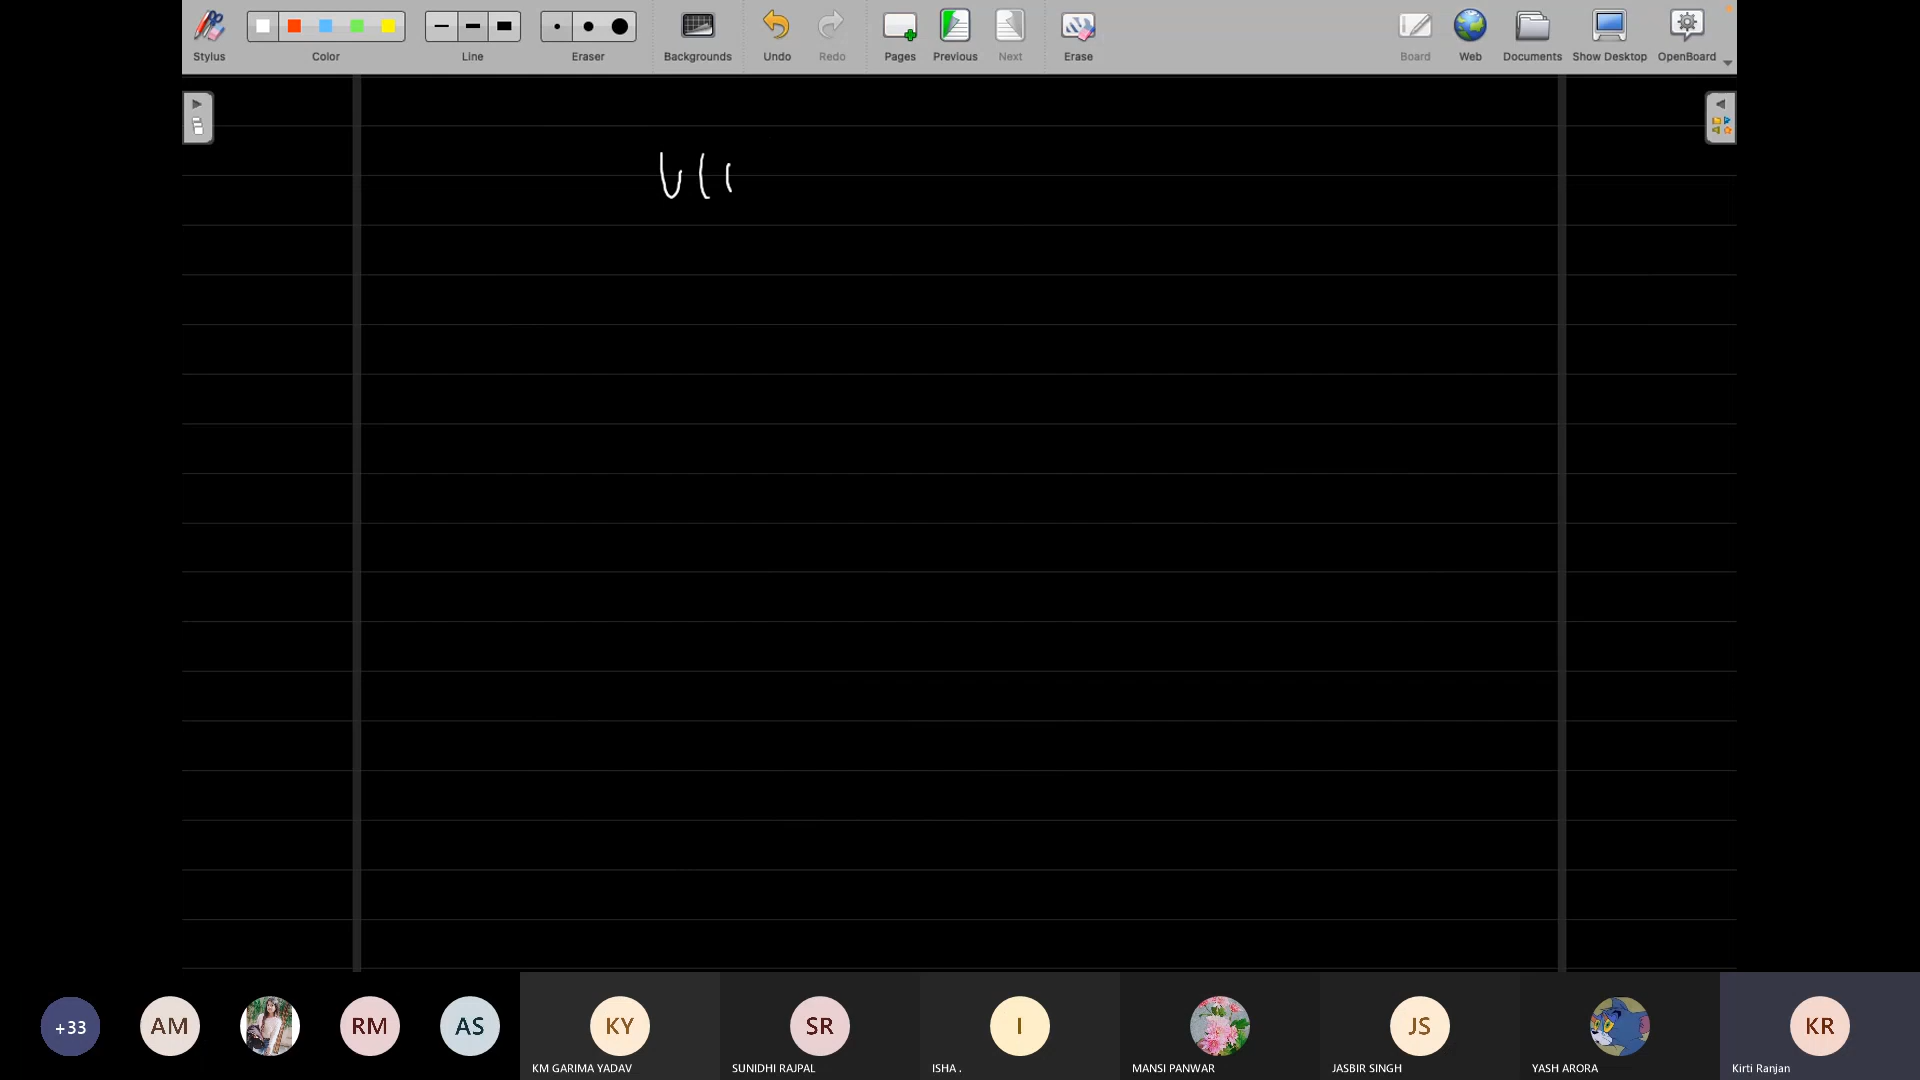 Stylus
Color
Line
Eraser
Backgrounds
Undo
Redo
Pages
Previous
Next
Erase
Board
Web
Documents
Show Desktop
OpenBoard
+33
AM
RM
AS
KY
SR
I
JS
KR
KM GARIMA YADAV
SUNIDHI RAJPAL
ISHA .
MANSI PANWAR
JASBIR SINGH
YASH ARORA
Kirti Ranjan